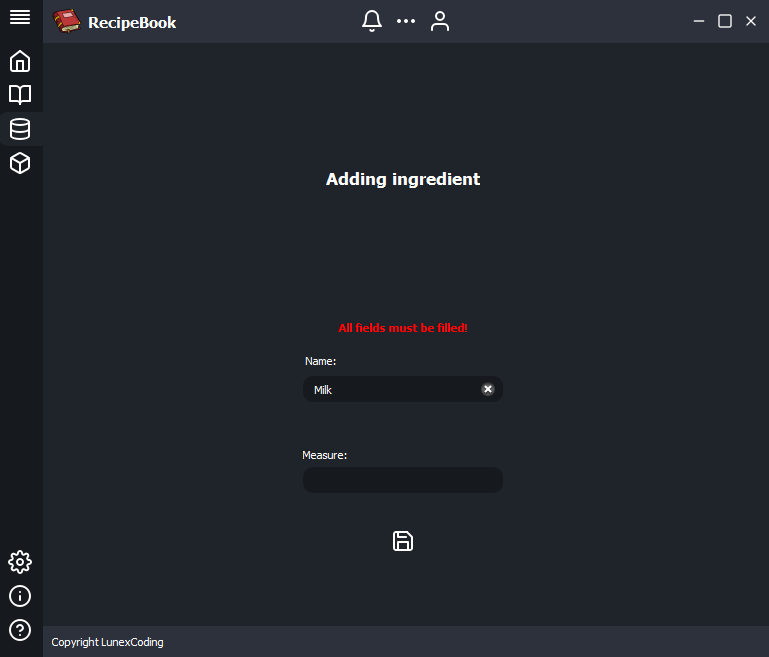 RecipeBook
Adding ingredient
All fields must be filled!
Name:
Milk
Measure:
Copyright LunexCoding